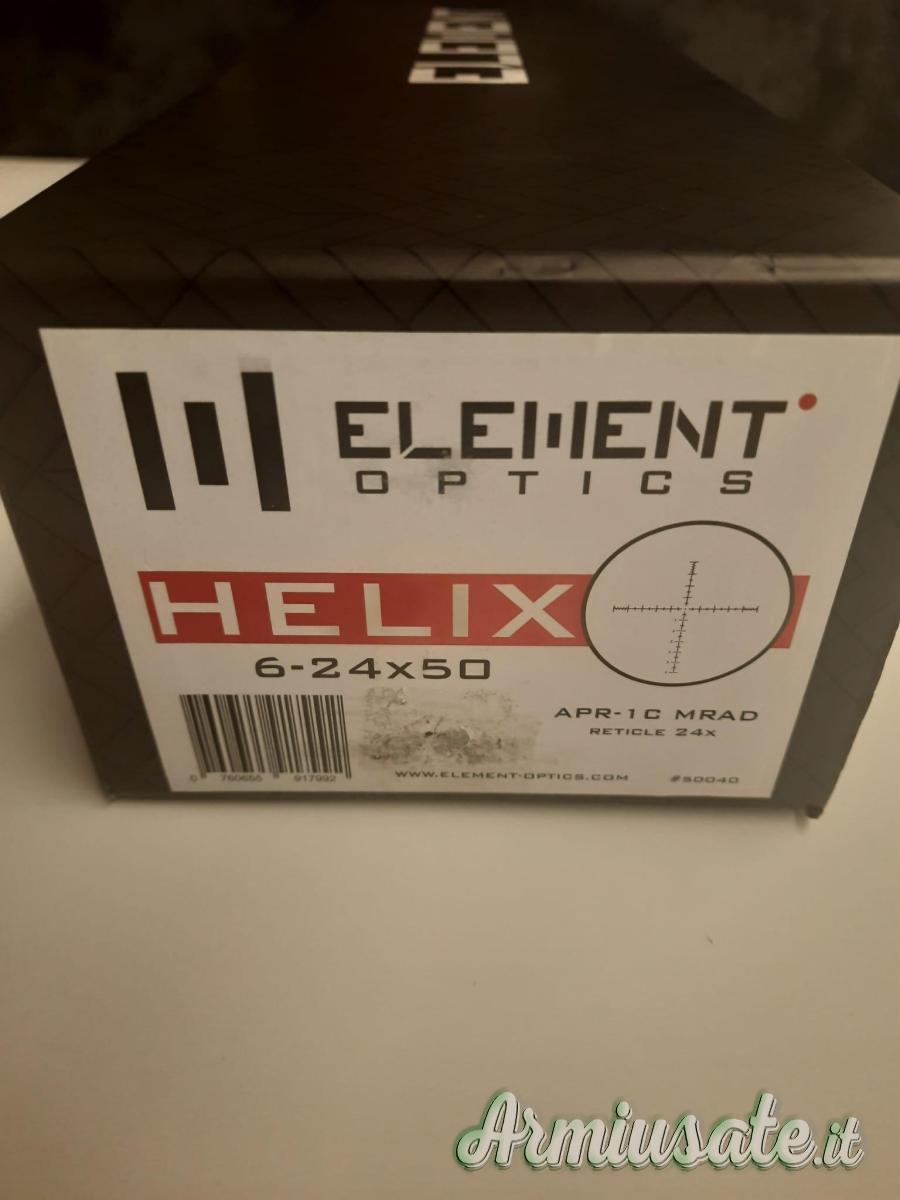 ELEMENT
ELEMENT
OPTICS
HELIX
6-24x50
APR-1C MRAD
RETICLE 24X
0 760655 917992
WWW.ELEMENT-OPTICS.COM
#50040
Armiusate.it